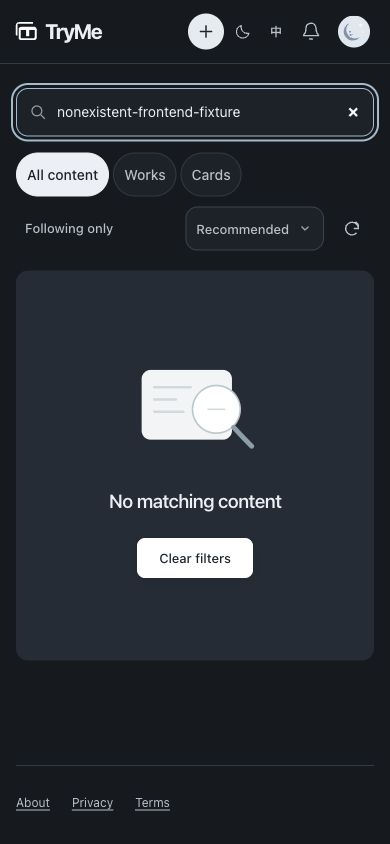 TryMe
中
nonexistent-frontend-fixture
All content
Works
Cards
Following only
Recommended
No matching content
Clear filters
About
Privacy
Terms